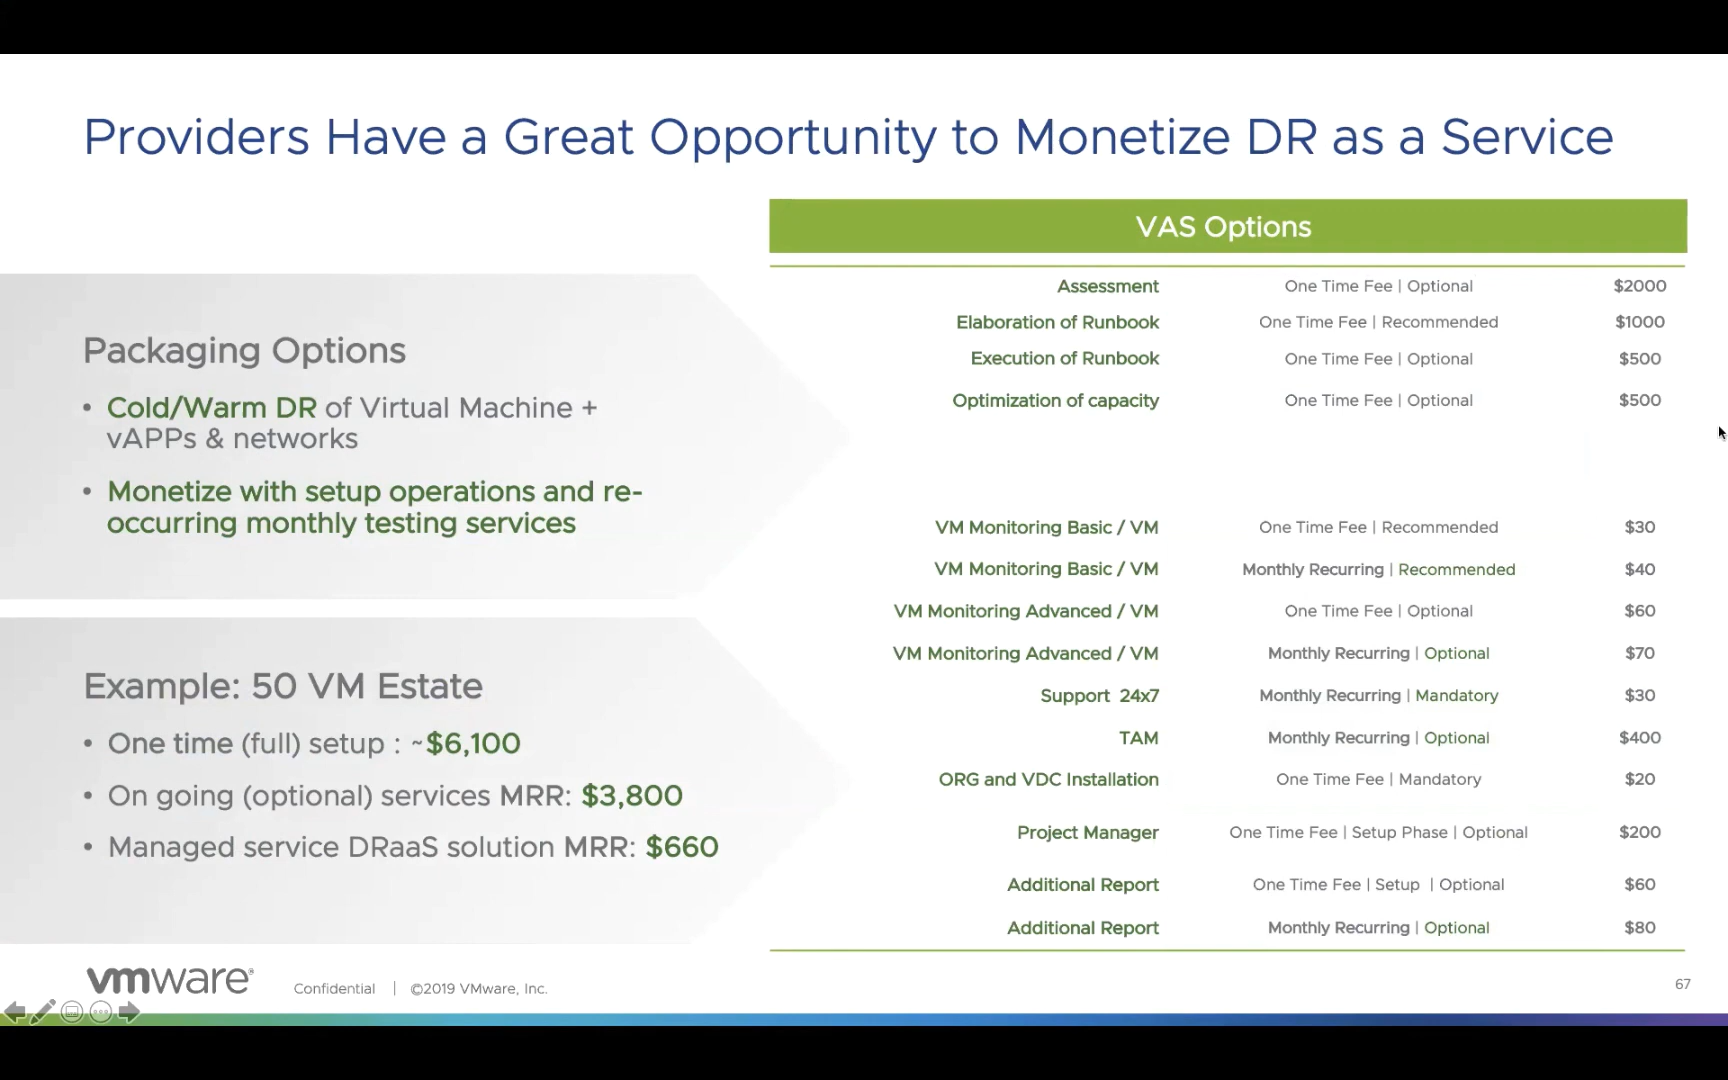 Providers Have a Great Opportunity to Monetize DR as a Service
VAS Options
Packaging Options
• Cold/Warm DR of Virtual Machine +
vAPPs & networks
• Monetize with setup operations and re-
occurring monthly testing services
Example: 50 VM Estate
• One time (full) setup : ~$6,100
• On going (optional) services MRR: $3,800
• Managed service DRaaS solution MRR: $660
Assessment One Time Fee | Optional $2000
Elaboration of Runbook One Time Fee | Recommended $1000
Execution of Runbook One Time Fee | Optional $500
Optimization of capacity One Time Fee | Optional $500
VM Monitoring Basic / VM One Time Fee | Recommended $30
VM Monitoring Basic / VM Monthly Recurring | Recommended $40
VM Monitoring Advanced / VM One Time Fee | Optional $60
VM Monitoring Advanced / VM Monthly Recurring | Optional $70
Support 24x7 Monthly Recurring | Mandatory $30
TAM Monthly Recurring | Optional $400
ORG and VDC Installation One Time Fee | Mandatory $20
Project Manager One Time Fee | Setup Phase | Optional $200
Additional Report One Time Fee | Setup | Optional $60
Additional Report Monthly Recurring | Optional $80
vmware® Confidential | ©2019 VMware, Inc. 67